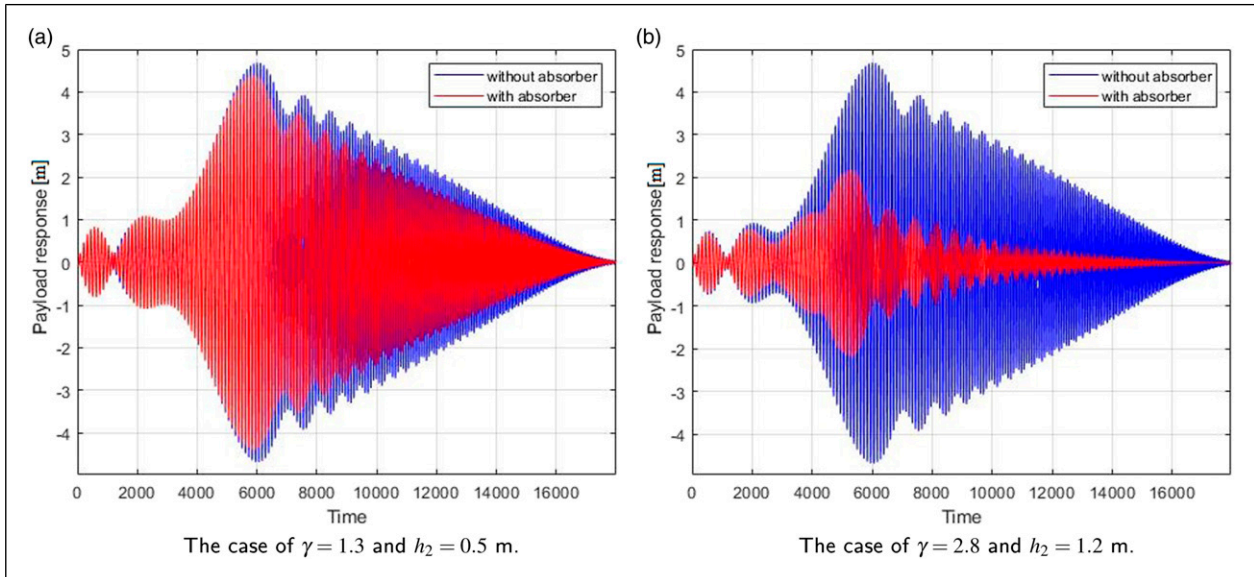 (a)
5
4
3
2
1
0
-1
-2
-3
-4
Payload response [m]
without absorber
with absorber
0 2000 4000 6000 8000 10000 12000 14000 16000
Time
The case of γ = 1.3 and h₂ = 0.5 m.
(b)
5
4
3
2
1
0
-1
-2
-3
-4
Payload response[m]
without absorber
with absorber
0 2000 4000 6000 8000 10000 12000 14000 16000
Time
The case of γ = 2.8 and h₂ = 1.2 m.